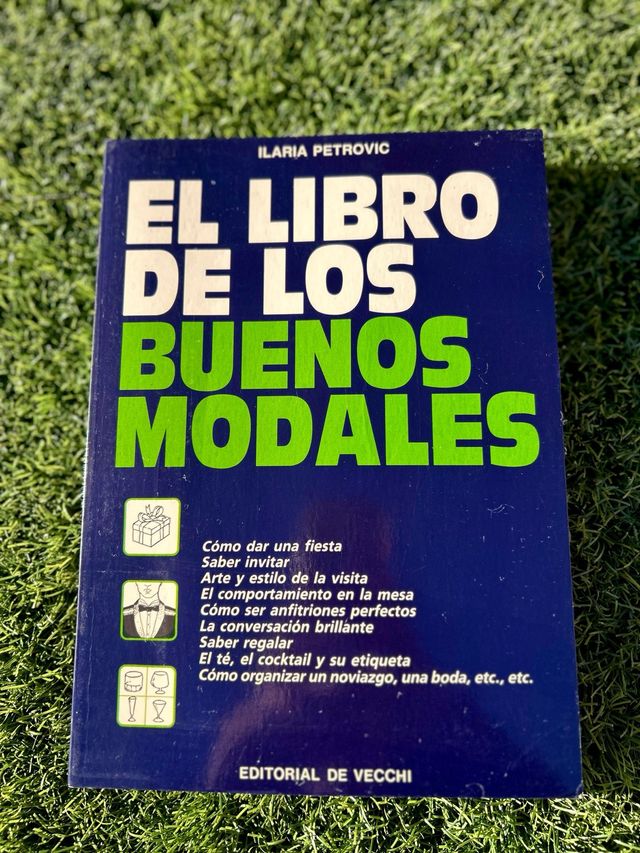 ILARIA PETROVIC
EL LIBRO
DE LOS
BUENOS
MODALES
Cómo dar una fiesta
Saber invitar
Arte y estilo de la visita
El comportamiento en la mesa
Cómo ser anfitriones perfectos
La conversación brillante
Saber regalar
El té, el cocktail y su etiqueta
Cómo organizar un noviazgo, una boda, etc., etc.
EDITORIAL DE VECCHI